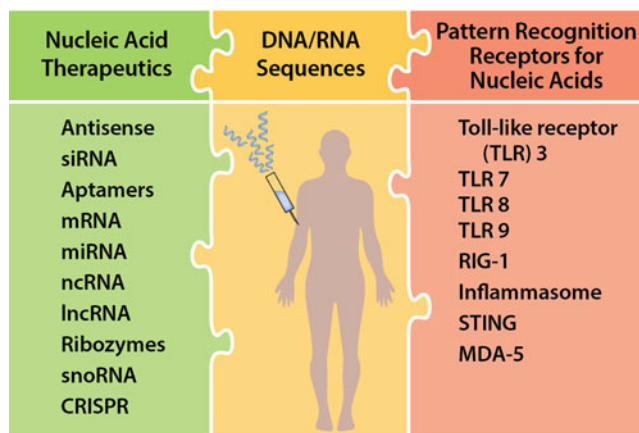 Nucleic Acid
Therapeutics
DNA/RNA
Sequences
Pattern Recognition
Receptors for
Nucleic Acids
Antisense
siRNA
Aptamers
mRNA
miRNA
ncRNA
lncRNA
Ribozymes
snoRNA
CRISPR
Toll-like receptor
(TLR) 3
TLR 7
TLR 8
TLR 9
RIG-1
Inflammasome
STING
MDA-5